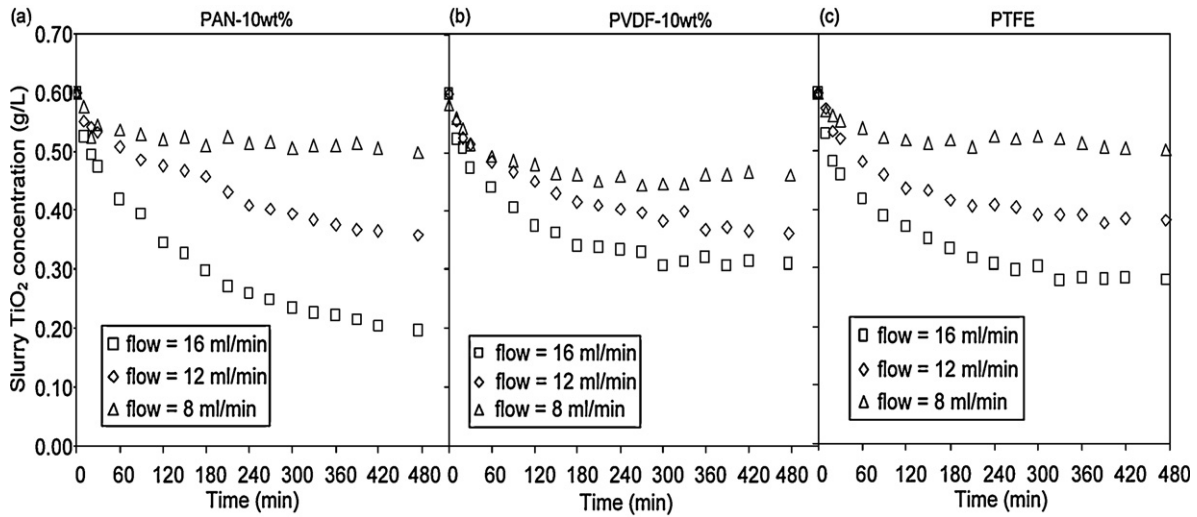 (a) PAN-10wt% (b) PVDF-10wt% (c) PTFE
Slurry TiO2 concentration (g/L)
0.70
0.60
0.50
0.40
0.30
0.20
0.10
0.00
flow = 16 ml/min
flow = 12 ml/min
flow = 8 ml/min
flow = 16 ml/min
flow = 12 ml/min
flow = 8 ml/min
flow = 16 ml/min
flow = 12 ml/min
flow = 8 ml/min
0 60 120 180 240 300 360 420 480 0 60 120 180 240 300 360 420 480 0 60 120 180 240 300 360 420 480
Time (min) Time (min) Time (min)